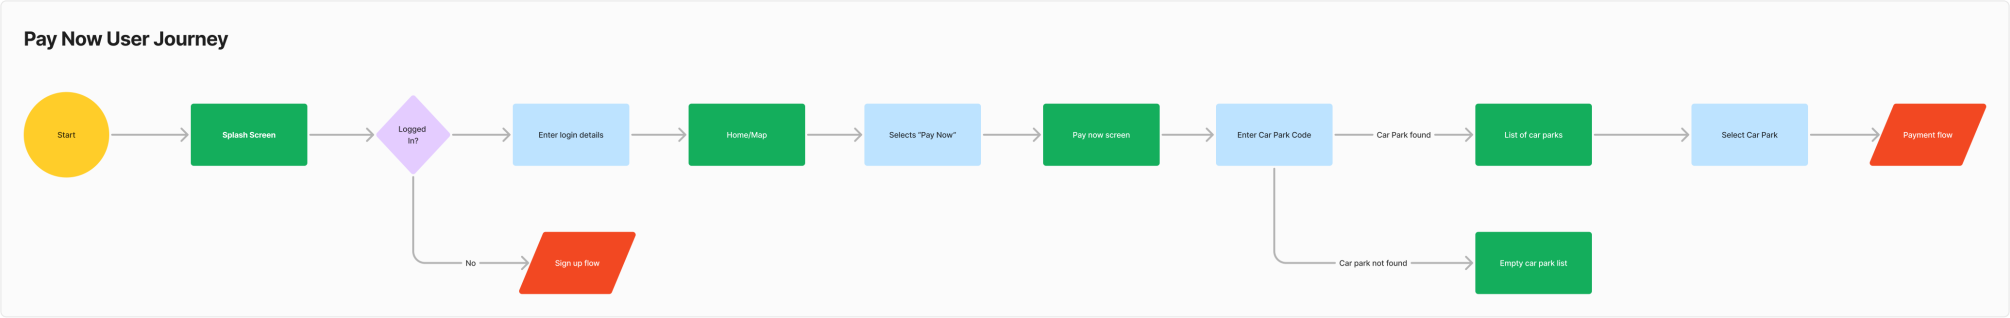 Pay Now User Journey
Start
Splash Screen
Logged
In?
Enter login details
Home/Map
Selects "Pay Now"
Pay now screen
Enter Car Park Code
Car Park found
List of car parks
Select Car Park
Payment flow
No
Sign up flow
Car park not found
Empty car park list